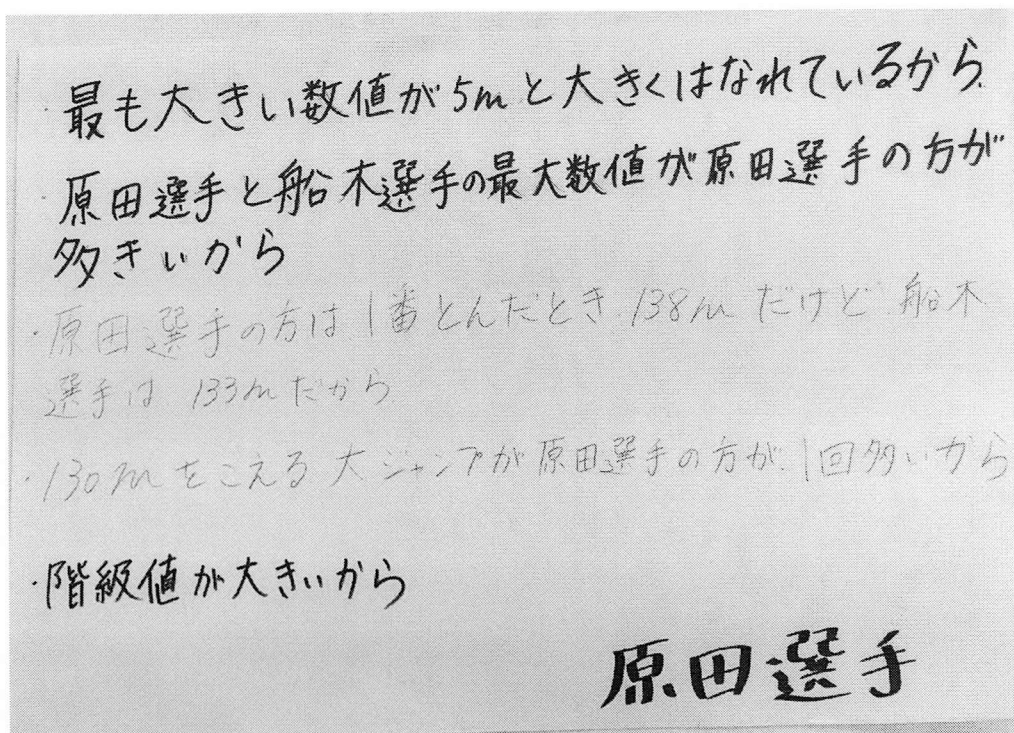 ・最も大きい数値が5mと大きくはなれているから
・原田選手と船木選手の最大数値が原田選手の方が
多きいから
・原田選手の方は1番とんだとき138mだけど船木
選手は133mだから
・130mをこえる大ジャンプが原田選手の方が1回多いから
・階級値が大きいから
原田選手